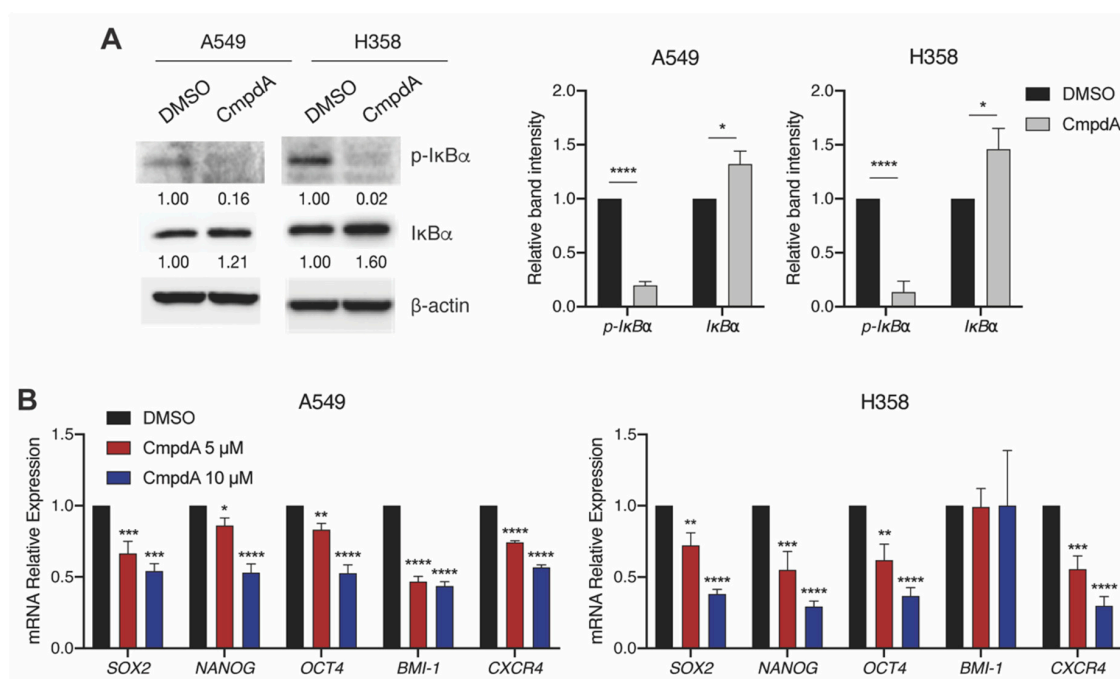 A
A549
H358
DMSO
CmpdA
DMSO
CmpdA
p-IκBα
1.00 0.16 1.00 0.02
IκBα
1.00 1.21 1.00 1.60
β-actin
A549
Relative band intensity
2.0
1.5
1.0
0.5
0.0
****
*
p-IκBα
IκBα
H358
Relative band intensity
2.0
1.5
1.0
0.5
0.0
****
*
p-IκBα
IκBα
DMSO
CmpdA
B
A549
DMSO
CmpdA 5 μM
CmpdA 10 μM
mRNA Relative Expression
1.5
1.0
0.5
0.0
*** *** * **** ** **** **** **** **** ****
SOX2 NANOG OCT4 BMI-1 CXCR4
H358
mRNA Relative Expression
1.5
1.0
0.5
0.0
** **** *** **** ** **** *** ****
SOX2 NANOG OCT4 BMI-1 CXCR4